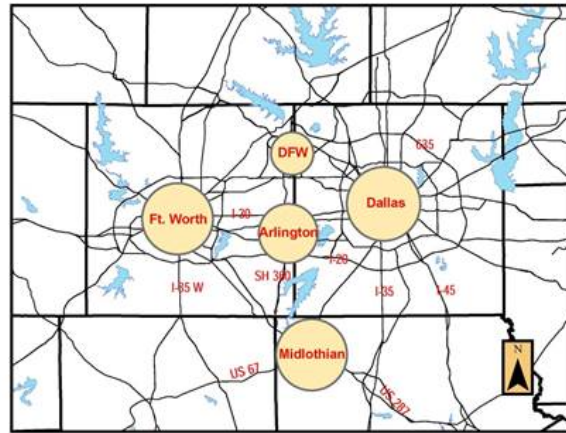 DFW
635
Ft. Worth
I-30
Dallas
Arlington
I-20
SH 360
I-35 W
I-35
I-45
Midlothian
US 67
US 287
N